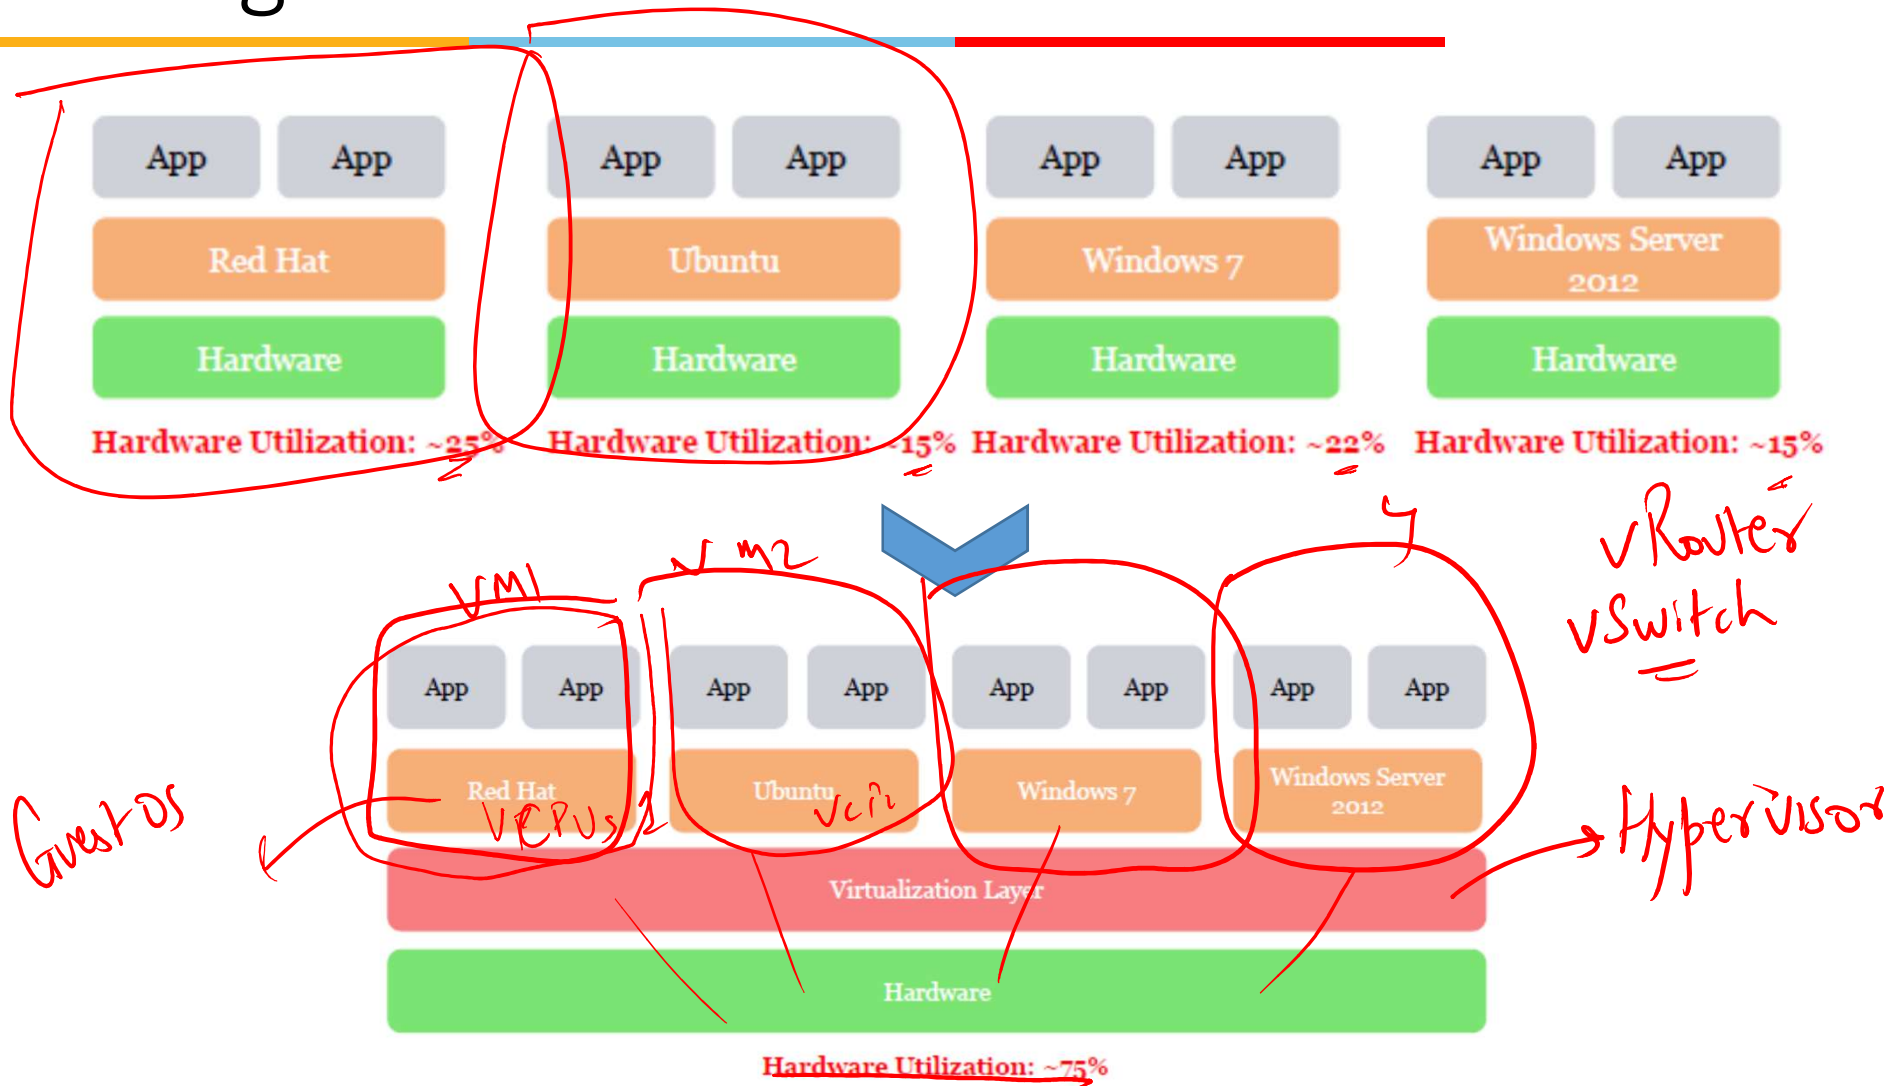 App App App App App App App App
Red Hat Ubuntu Windows 7 Windows Server 2012
Hardware Hardware Hardware Hardware
Hardware Utilization: ~25% Hardware Utilization: ~15% Hardware Utilization: ~22% Hardware Utilization: ~15%
vRouter
vSwitch
VM1 VM2 4
App App App App App App App App
Red Hat Ubuntu Windows 7 Windows Server 2012
VCPUs
Guest OS
Hypervisor
Virtualization Layer
Hardware
Hardware Utilization: ~75%